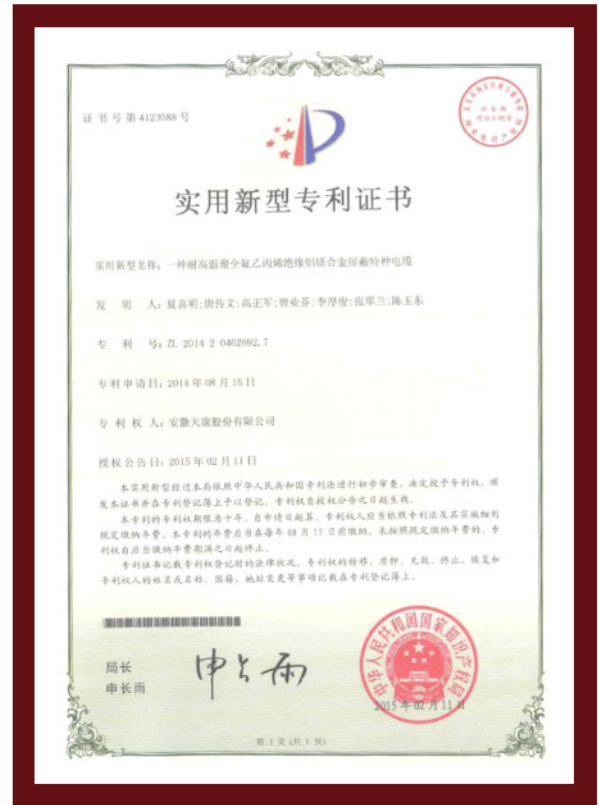 证书号第4123088号
实用新型专利证书
实用新型名称：一种耐高温聚全氟乙丙烯绝缘铝镁合金屏蔽特种电缆
发 明 人：夏喜明;唐传文;高正军;曾业芬;李厚俊;张翠兰;陈玉东
专 利 号：ZL 2014 2 0462692.7
专利申请日：2014年08月15日
专 利 权 人：安徽天康股份有限公司
授权公告日：2015年02月11日
本实用新型经过本局依照中华人民共和国专利法进行初步审查，决定授予专利权，颁
发本证书并在专利登记簿上予以登记。专利权自授权公告之日起生效。
本专利的专利权期限为十年，自申请日起算。专利权人应当依照专利法及其实施细则
规定缴纳年费。本专利的年费应当在每年08月15日前缴纳。未按照规定缴纳年费的，专
利权自应当缴纳年费期满之日起终止。
专利证书记载专利权登记时的法律状况。专利权的转移、质押、无效、终止、恢复和
专利权人的姓名或名称、国籍、地址变更等事项记载在专利登记簿上。
局长
申长雨
申长雨
中华人民共和国国家知识产权局
2015年02月11日
第 1 页 (共 1 页)